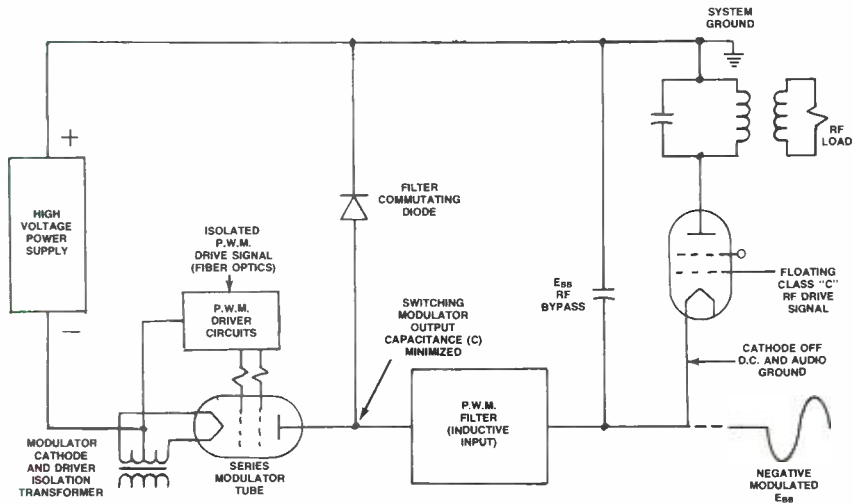 SYSTEM
GROUND
+
RF
LOAD
HIGH
VOLTAGE
POWER
SUPPLY
FILTER
COMMUTATING
DIODE
ISOLATED
P.W.M.
DRIVE SIGNAL
(FIBER OPTICS)
EBB
RF
BYPASS
FLOATING
CLASS "C"
RF DRIVE
SIGNAL
−
P.W.M.
DRIVER
CIRCUITS
SWITCHING
MODULATOR
OUTPUT
CAPACITANCE (C)
MINIMIZED
CATHODE OFF
D.C. AND AUDIO
GROUND
P.W.M.
FILTER
(INDUCTIVE
INPUT)
MODULATOR
CATHODE
AND DRIVER
ISOLATION
TRANSFORMER
SERIES
MODULATOR
TUBE
NEGATIVE
MODULATED
EBB